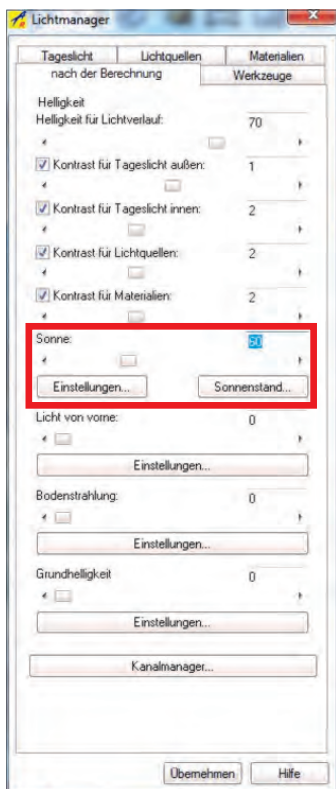 Lichtmanager
Tageslicht Lichtquellen Materialien
nach der Berechnung Werkzeuge
Helligkeit
Helligkeit für Lichtverlauf: 70
Kontrast für Tageslicht außen: 1
Kontrast für Tageslicht innen: 2
Kontrast für Lichtquellen: 2
Kontrast für Materialien: 2
Sonne: 60
Einstellungen... Sonnenstand...
Licht von vorne: 0
Einstellungen...
Bodenstrahlung: 0
Einstellungen...
Grundhelligkeit 0
Einstellungen...
Kanalmanager...
Übernehmen Hilfe